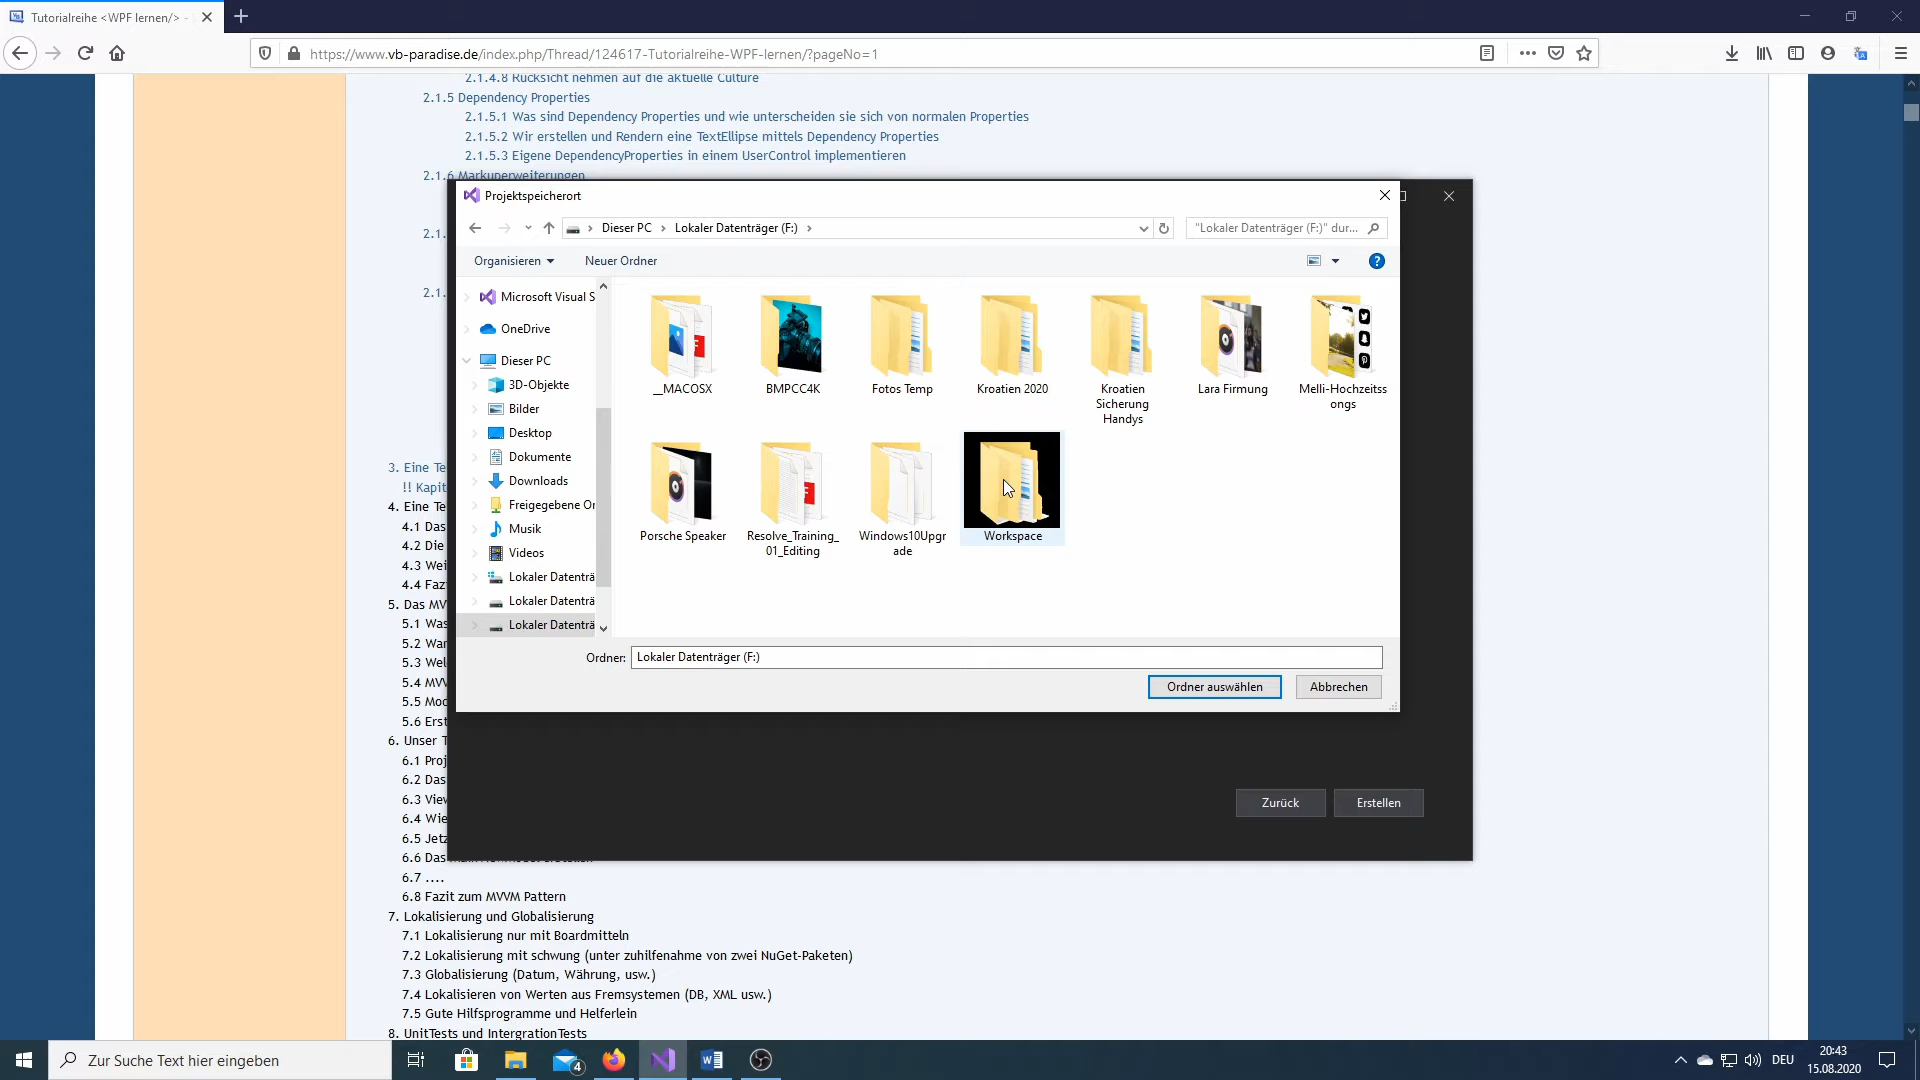 Tutorialreihe <WPF lernen/> -
https://www.vb-paradise.de/index.php/Thread/124617-Tutorialreihe-WPF-lernen/?pageNo=1
2.1.4.8 Rücksicht nehmen auf die aktuelle Culture
2.1.5 Dependency Properties
2.1.5.1 Was sind Dependency Properties und wie unterscheiden sie sich von normalen Properties
2.1.5.2 Wir erstellen und Rendern eine TextEllipse mittels Dependency Properties
2.1.5.3 Eigene DependencyProperties in einem UserControl implementieren
2.1.6 Markuperweiterungen
Projektspeicherort
Dieser PC > Lokaler Datenträger (F:) >
"Lokaler Datenträger (F:)" dur...
Organisieren
Neuer Ordner
Microsoft Visual S
OneDrive
Dieser PC
3D-Objekte
Bilder
Desktop
Dokumente
Downloads
Freigegebene Or
Musik
Videos
Lokaler Datenträ
Lokaler Datenträ
Lokaler Datenträ
__MACOSX
BMPCC4K
Fotos Temp
Kroatien 2020
Kroatien
Sicherung
Handys
Lara Firmung
Melli-Hochzeitss
ongs
Porsche Speaker
Resolve_Training_
01_Editing
Windows10Upgr
ade
Workspace
Ordner:
Lokaler Datenträger (F:)
Ordner auswählen
Abbrechen
Zurück
Erstellen
2.1.
2.1.
3. Eine Te
!! Kapit
4. Eine Te
4.1 Das
4.2 Die
4.3 Wei
4.4 Faz
5. Das MV
5.1 Was
5.2 War
5.3 Wel
5.4 MVV
5.5 Mod
5.6 Erst
6. Unser T
6.1 Proj
6.2 Das
6.3 View
6.4 Wie
6.5 Jetz
6.6 Das
6.7 ....
6.8 Fazit zum MVVM Pattern
7. Lokalisierung und Globalisierung
7.1 Lokalisierung nur mit Boardmitteln
7.2 Lokalisierung mit schwung (unter zuhilfenahme von zwei NuGet-Paketen)
7.3 Globalisierung (Datum, Währung, usw.)
7.4 Lokalisieren von Werten aus Fremsystemen (DB, XML usw.)
7.5 Gute Hilfsprogramme und Helferlein
8. UnitTests und IntergrationTests
Zur Suche Text hier eingeben
4
DEU
20:43
15.08.2020